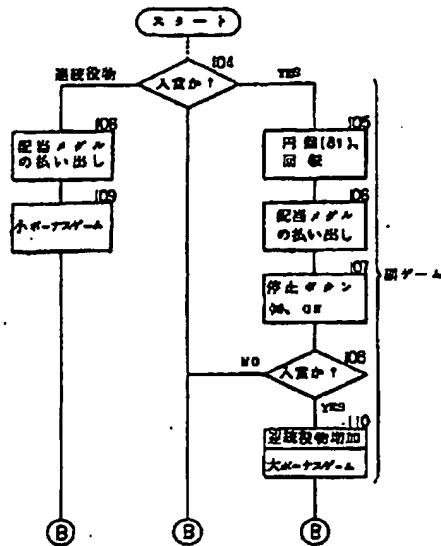 スタート
104
入賞か?
連続役物
YES
108
配当メダル
の払い出し
109
小ボーナスゲーム
105
円盤(81)、
回転
106
配当メダル
の払い出し
107
停止ボタン
ON
副ゲーム
108
入賞か?
NO
YES
110
連続役物増加
大ボーナスゲーム
B
B
B